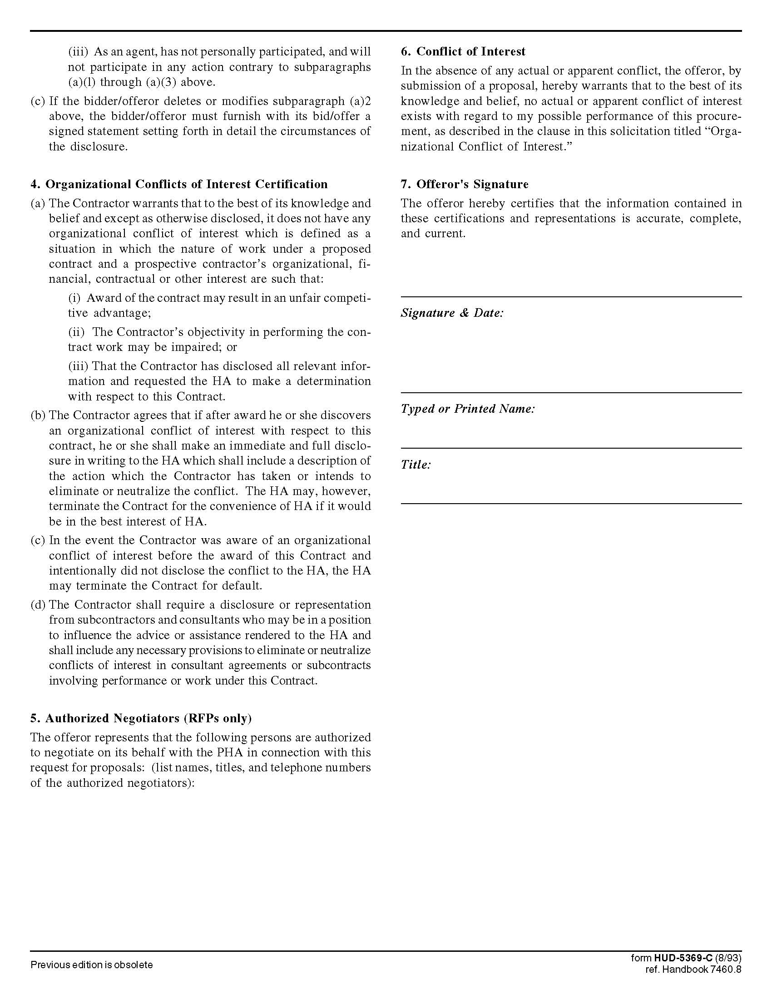 (iii) As an agent, has not personally participated, and will
not participate in any action contrary to subparagraphs
(a)(l) through (a)(3) above.
(c) If the bidder/offeror deletes or modifies subparagraph (a)2
above, the bidder/offeror must furnish with its bid/offer a
signed statement setting forth in detail the circumstances of
the disclosure.
4. Organizational Conflicts of Interest Certification
(a) The Contractor warrants that to the best of its knowledge and
belief and except as otherwise disclosed, it does not have any
organizational conflict of interest which is defined as a
situation in which the nature of work under a proposed
contract and a prospective contractor’s organizational, fi-
nancial, contractual or other interest are such that:
(i) Award of the contract may result in an unfair competi-
tive advantage;
(ii) The Contractor’s objectivity in performing the con-
tract work may be impaired; or
(iii) That the Contractor has disclosed all relevant infor-
mation and requested the HA to make a determination
with respect to this Contract.
(b) The Contractor agrees that if after award he or she discovers
an organizational conflict of interest with respect to this
contract, he or she shall make an immediate and full disclo-
sure in writing to the HA which shall include a description of
the action which the Contractor has taken or intends to
eliminate or neutralize the conflict. The HA may, however,
terminate the Contract for the convenience of HA if it would
be in the best interest of HA.
(c) In the event the Contractor was aware of an organizational
conflict of interest before the award of this Contract and
intentionally did not disclose the conflict to the HA, the HA
may terminate the Contract for default.
(d) The Contractor shall require a disclosure or representation
from subcontractors and consultants who may be in a position
to influence the advice or assistance rendered to the HA and
shall include any necessary provisions to eliminate or neutralize
conflicts of interest in consultant agreements or subcontracts
involving performance or work under this Contract.
5. Authorized Negotiators (RFPs only)
The offeror represents that the following persons are authorized
to negotiate on its behalf with the PHA in connection with this
request for proposals: (list names, titles, and telephone numbers
of the authorized negotiators):
6. Conflict of Interest
In the absence of any actual or apparent conflict, the offeror, by
submission of a proposal, hereby warrants that to the best of its
knowledge and belief, no actual or apparent conflict of interest
exists with regard to my possible performance of this procure-
ment, as described in the clause in this solicitation titled “Orga-
nizational Conflict of Interest.”
7. Offeror's Signature
The offeror hereby certifies that the information contained in
these certifications and representations is accurate, complete,
and current.
Signature & Date:
Typed or Printed Name:
Title:
Previous edition is obsolete
form HUD-5369-C (8/93)
ref. Handbook 7460.8